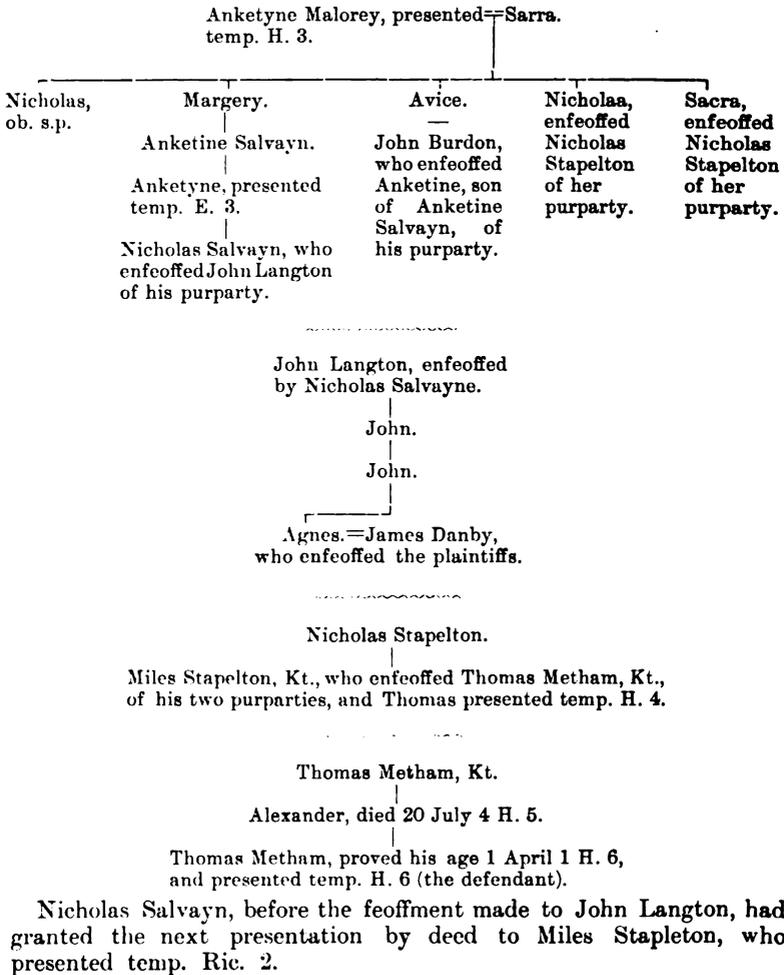 Anketyne Malorey, presented=Sarra.
temp. H. 3.
Nicholas,
ob. s.p.
Margery.
Anketine Salvayn.
Anketyne, presented
temp. E. 3.
Nicholas Salvayn, who
enfeoffed John Langton
of his purparty.
Avice.
John Burdon,
who enfeoffed
Anketine, son
of Anketine
Salvayn, of
his purparty.
Nicholaa,
enfeoffed
Nicholas
Stapelton
of her
purparty.
Sacra,
enfeoffed
Nicholas
Stapelton
of her
purparty.
John Langton, enfeoffed
by Nicholas Salvayne.
John.
John.
Agnes.=James Danby,
who enfeoffed the plaintiffs.
Nicholas Stapelton.
Miles Stapelton, Kt., who enfeoffed Thomas Metham, Kt.,
of his two purparties, and Thomas presented temp. H. 4.
Thomas Metham, Kt.
Alexander, died 20 July 4 H. 5.
Thomas Metham, proved his age 1 April 1 H. 6,
and presented temp. H. 6 (the defendant).
Nicholas Salvayn, before the feoffment made to John Langton, had
granted the next presentation by deed to Miles Stapleton, who
presented temp. Ric. 2.